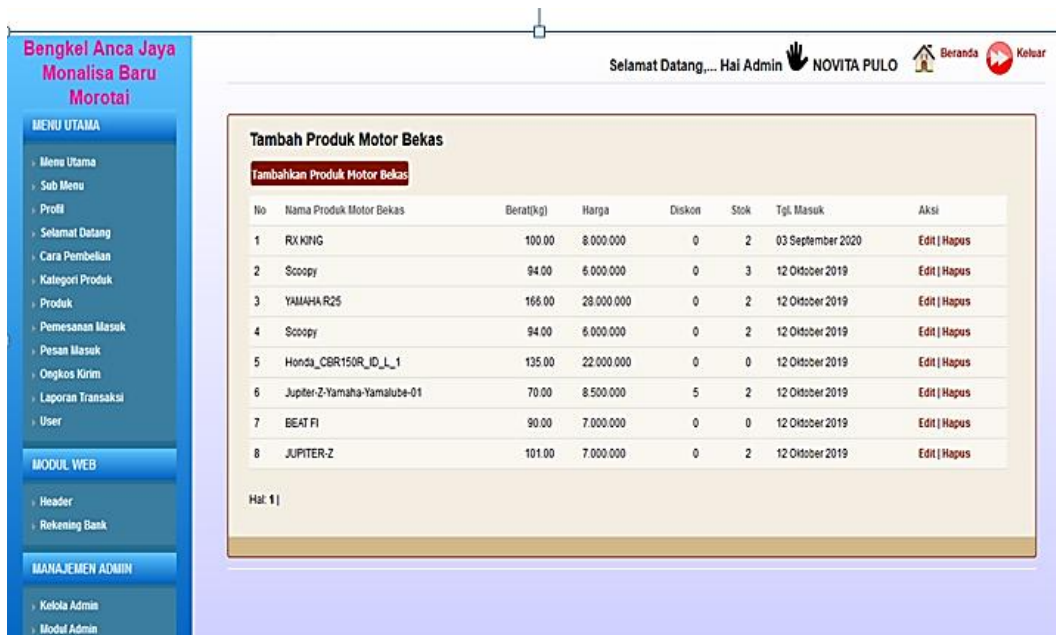 Bengkel Anca Jaya
Monalisa Baru
Morotai
Selamat Datang,... Hai Admin NOVITA PULO
Beranda
Keluar
MENU UTAMA
Menu Utama
Sub Menu
Profil
Selamat Datang
Cara Pembelian
Kategori Produk
Produk
Pemesanan Masuk
Pesan Masuk
Ongkos Kirim
Laporan Transaksi
User
MODUL WEB
Header
Rekening Bank
MANAJEMEN ADMIN
Kelola Admin
Modul Admin
Tambah Produk Motor Bekas
Tambahkan Produk Motor Bekas
No Nama Produk Motor Bekas Berat(kg) Harga Diskon Stok Tgl. Masuk Aksi
1 RX KING 100.00 8.000.000 0 2 03 September 2020 Edit | Hapus
2 Scoopy 94.00 6.000.000 0 3 12 Oktober 2019 Edit | Hapus
3 YAMAHA R25 166.00 28.000.000 0 2 12 Oktober 2019 Edit | Hapus
4 Scoopy 94.00 6.000.000 0 2 12 Oktober 2019 Edit | Hapus
5 Honda_CBR150R_ID_L_1 135.00 22.000.000 0 0 12 Oktober 2019 Edit | Hapus
6 Jupiter-Z-Yamaha-Yamalube-01 70.00 8.500.000 5 2 12 Oktober 2019 Edit | Hapus
7 BEAT FI 90.00 7.000.000 0 0 12 Oktober 2019 Edit | Hapus
8 JUPITER-Z 101.00 7.000.000 0 2 12 Oktober 2019 Edit | Hapus
Hal: 1 |